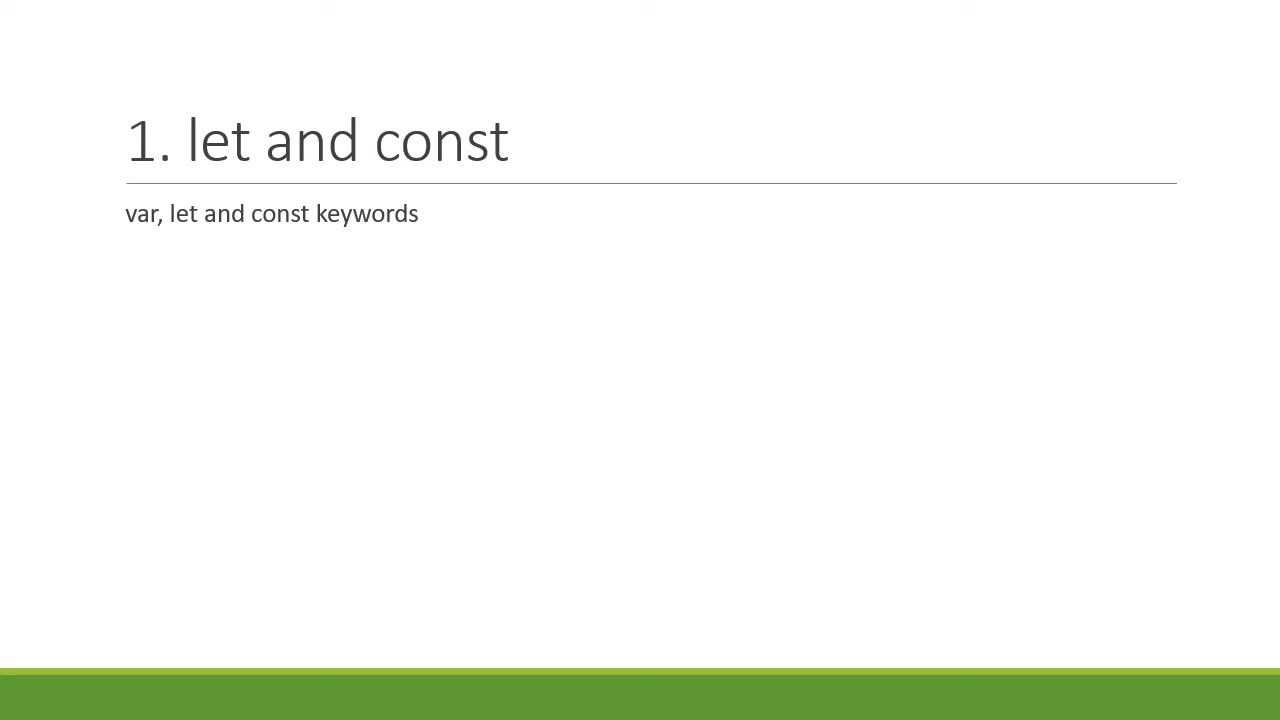 1. let and const
var, let and const keywords